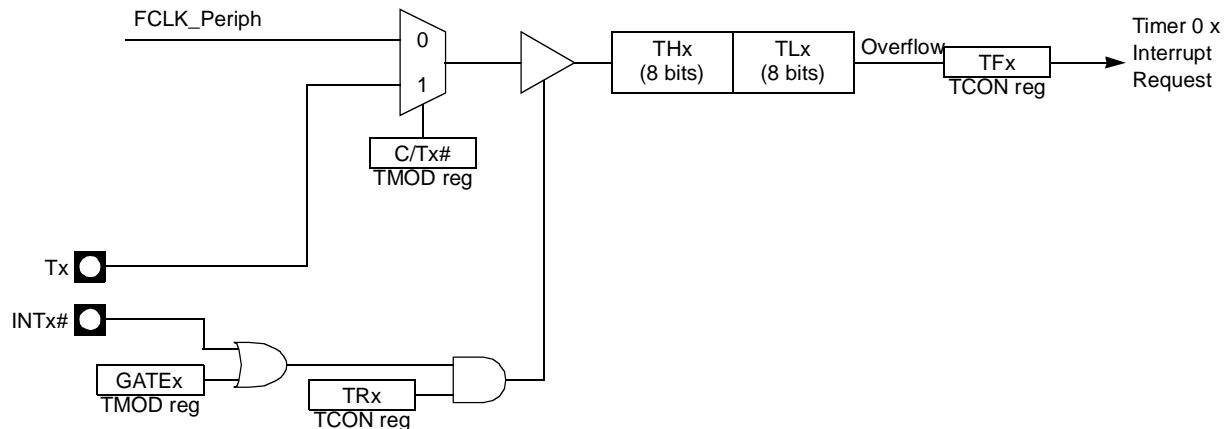 FCLK_Periph
0
1
THx
(8 bits)
TLx
(8 bits)
Overflow
TFx
TCON reg
Timer 0 x
Interrupt
Request
C/Tx#
TMOD reg
Tx
INTx#
GATEx
TMOD reg
TRx
TCON reg